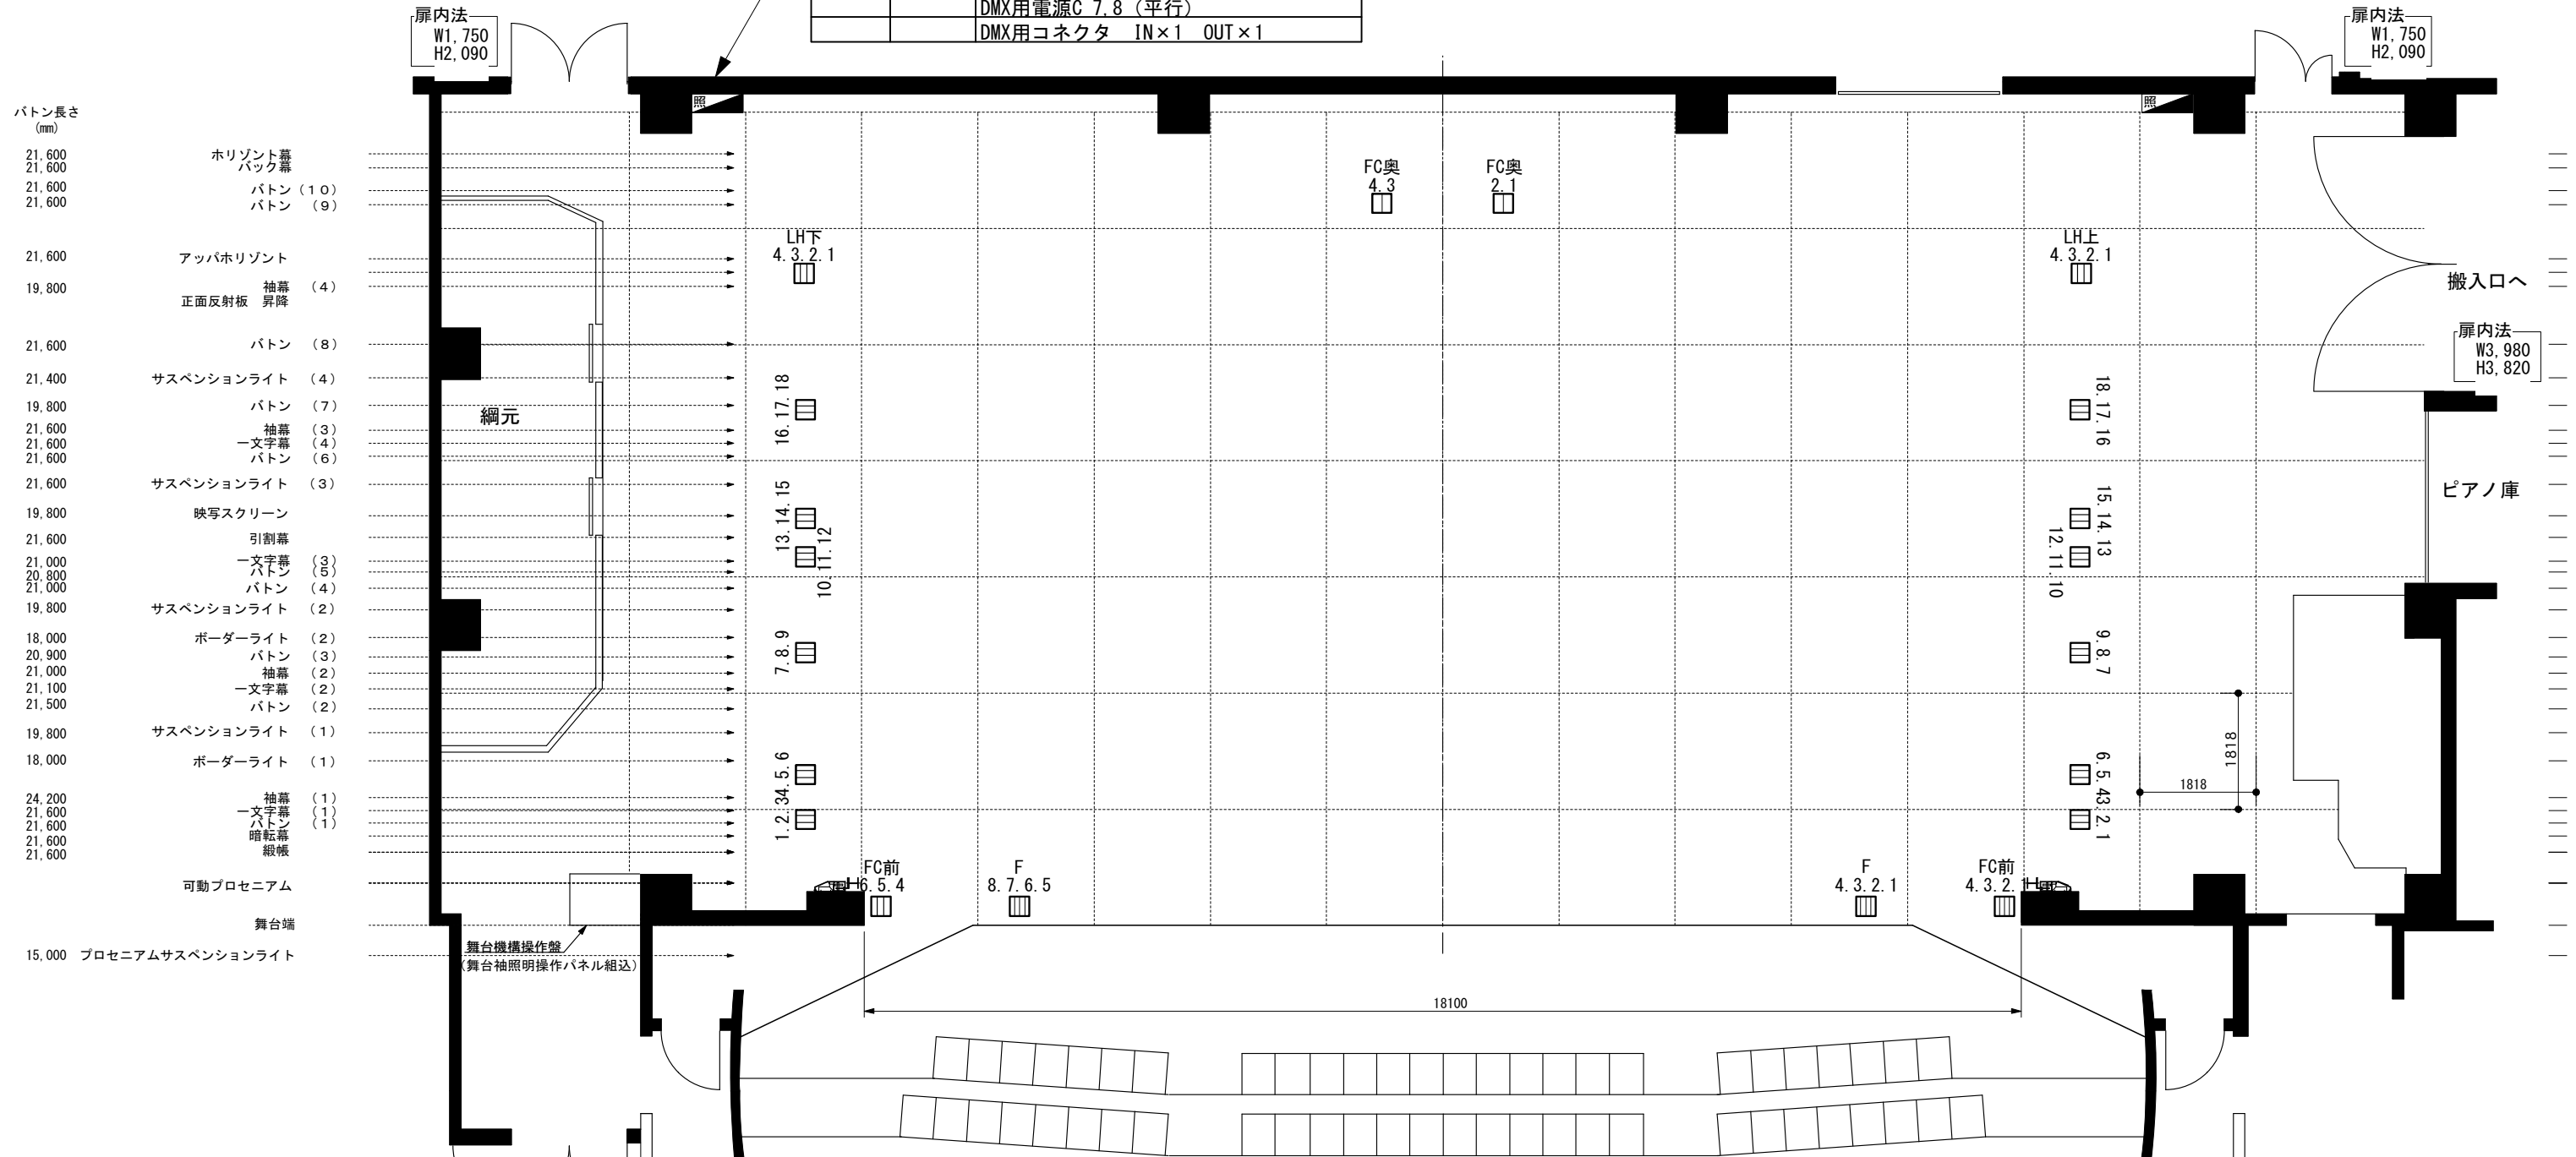 DMX用電源C 7,8（平行）
DMX用コネクタ　IN×1　OUT×1
扉内法
W1,750
H2,090
扉内法
W1,750
H2,090
バトン長さ
(mm)
21,600 ホリゾント幕
21,600 バック幕
21,600 バトン（１０）
21,600 バトン （９）
21,600 アッパホリゾント
19,800 袖幕 （４）
正面反射板　昇降
21,600 バトン （８）
21,400 サスペンションライト （４）
19,800 バトン （７）
21,600 袖幕 （３）
21,600 一文字幕 （４）
21,600 バトン （６）
21,600 サスペンションライト （３）
19,800 映写スクリーン
21,600 引割幕
21,000 一文字幕 （３）
20,800 バトン （５）
21,000 バトン （４）
19,800 サスペンションライト （２）
18,000 ボーダーライト （２）
20,900 バトン （３）
21,000 袖幕 （２）
21,100 一文字幕 （２）
21,500 バトン （２）
19,800 サスペンションライト （１）
18,000 ボーダーライト （１）
24,200 袖幕 （１）
21,600 一文字幕 （１）
21,600 バトン （１）
21,600 暗転幕
21,600 緞帳
可動プロセニアム
舞台端
15,000 プロセニアムサスペンションライト
照
照
FC奥
4.3
FC奥
2.1
LH下
4.3.2.1
LH上
4.3.2.1
搬入口へ
扉内法
W3,980
H3,820
綱元
16.17.18
18.17.16
ピアノ庫
13.14.15
10.11.12
15.14.13
12.11.10
7.8.9
9.8.7
4.5.6
1.2.3
6.5.4
3.2.1
1818
1818
FC前
6.5.4
F
8.7.6.5
F
4.3.2.1
FC前
4.3.2.1
舞台機構操作盤
(舞台袖照明操作パネル組込)
18100